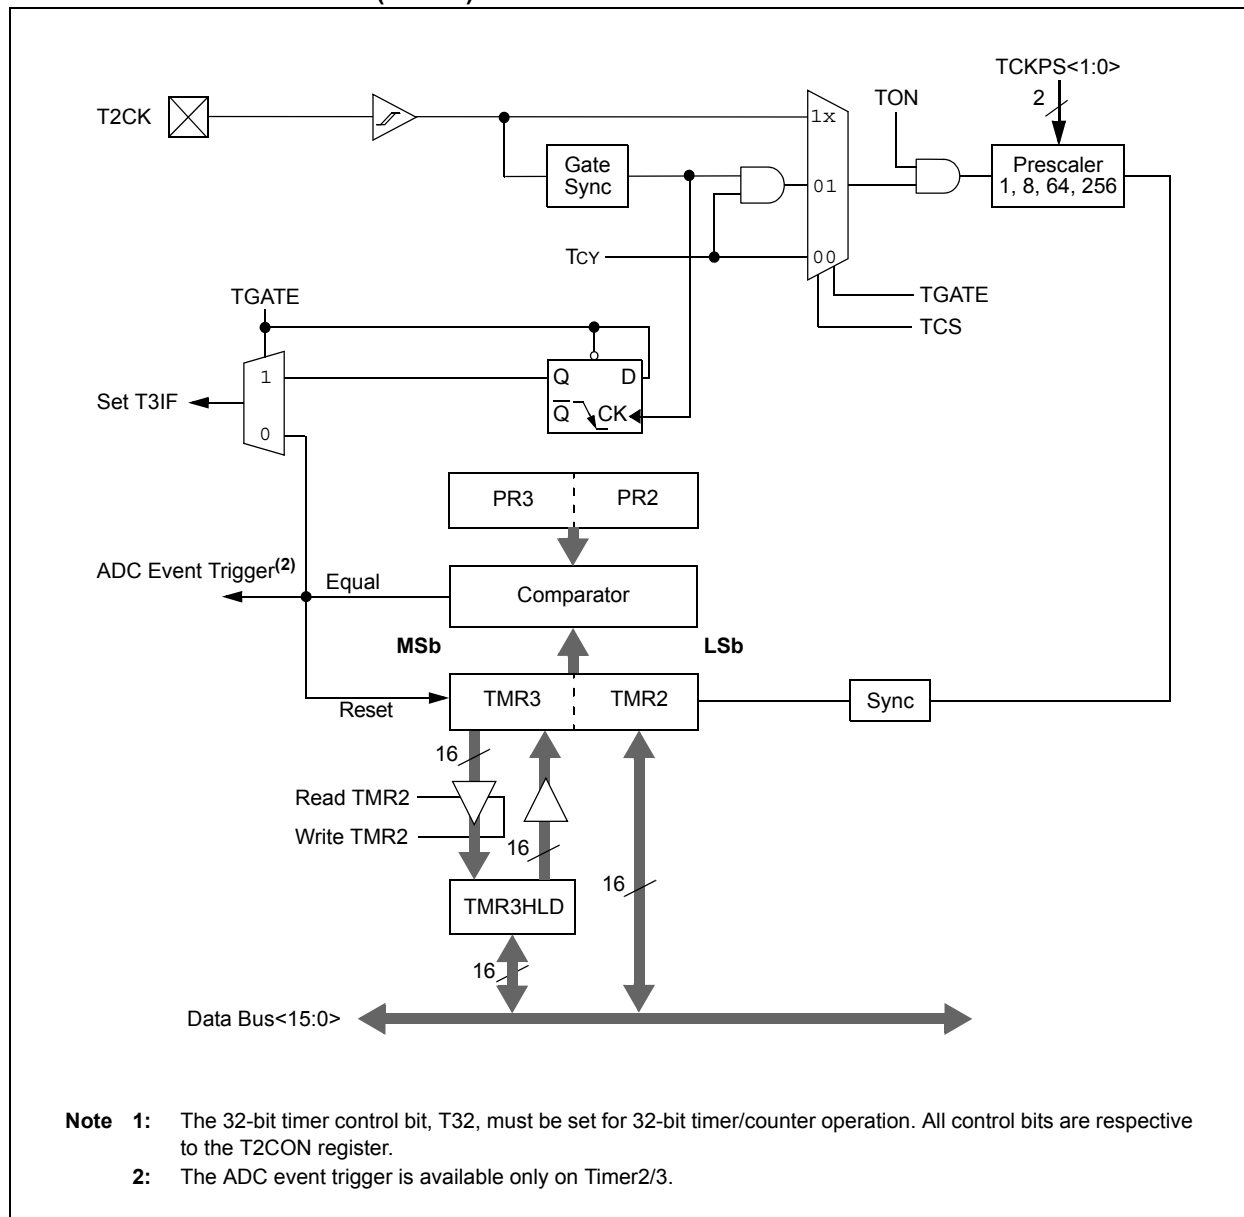 TCKPS<1:0>
2
TON
T2CK
1x
Gate
Sync
Prescaler
1, 8, 64, 256
01
TCY
00
TGATE
TGATE
TCS
1
Q D
Set T3IF
Q CK
0
PR3 PR2
ADC Event Trigger(2)
Equal
Comparator
MSb LSb
TMR3 TMR2
Sync
Reset
16
Read TMR2
Write TMR2
16
16
TMR3HLD
16
Data Bus<15:0>
Note 1: The 32-bit timer control bit, T32, must be set for 32-bit timer/counter operation. All control bits are respective
to the T2CON register.
2: The ADC event trigger is available only on Timer2/3.